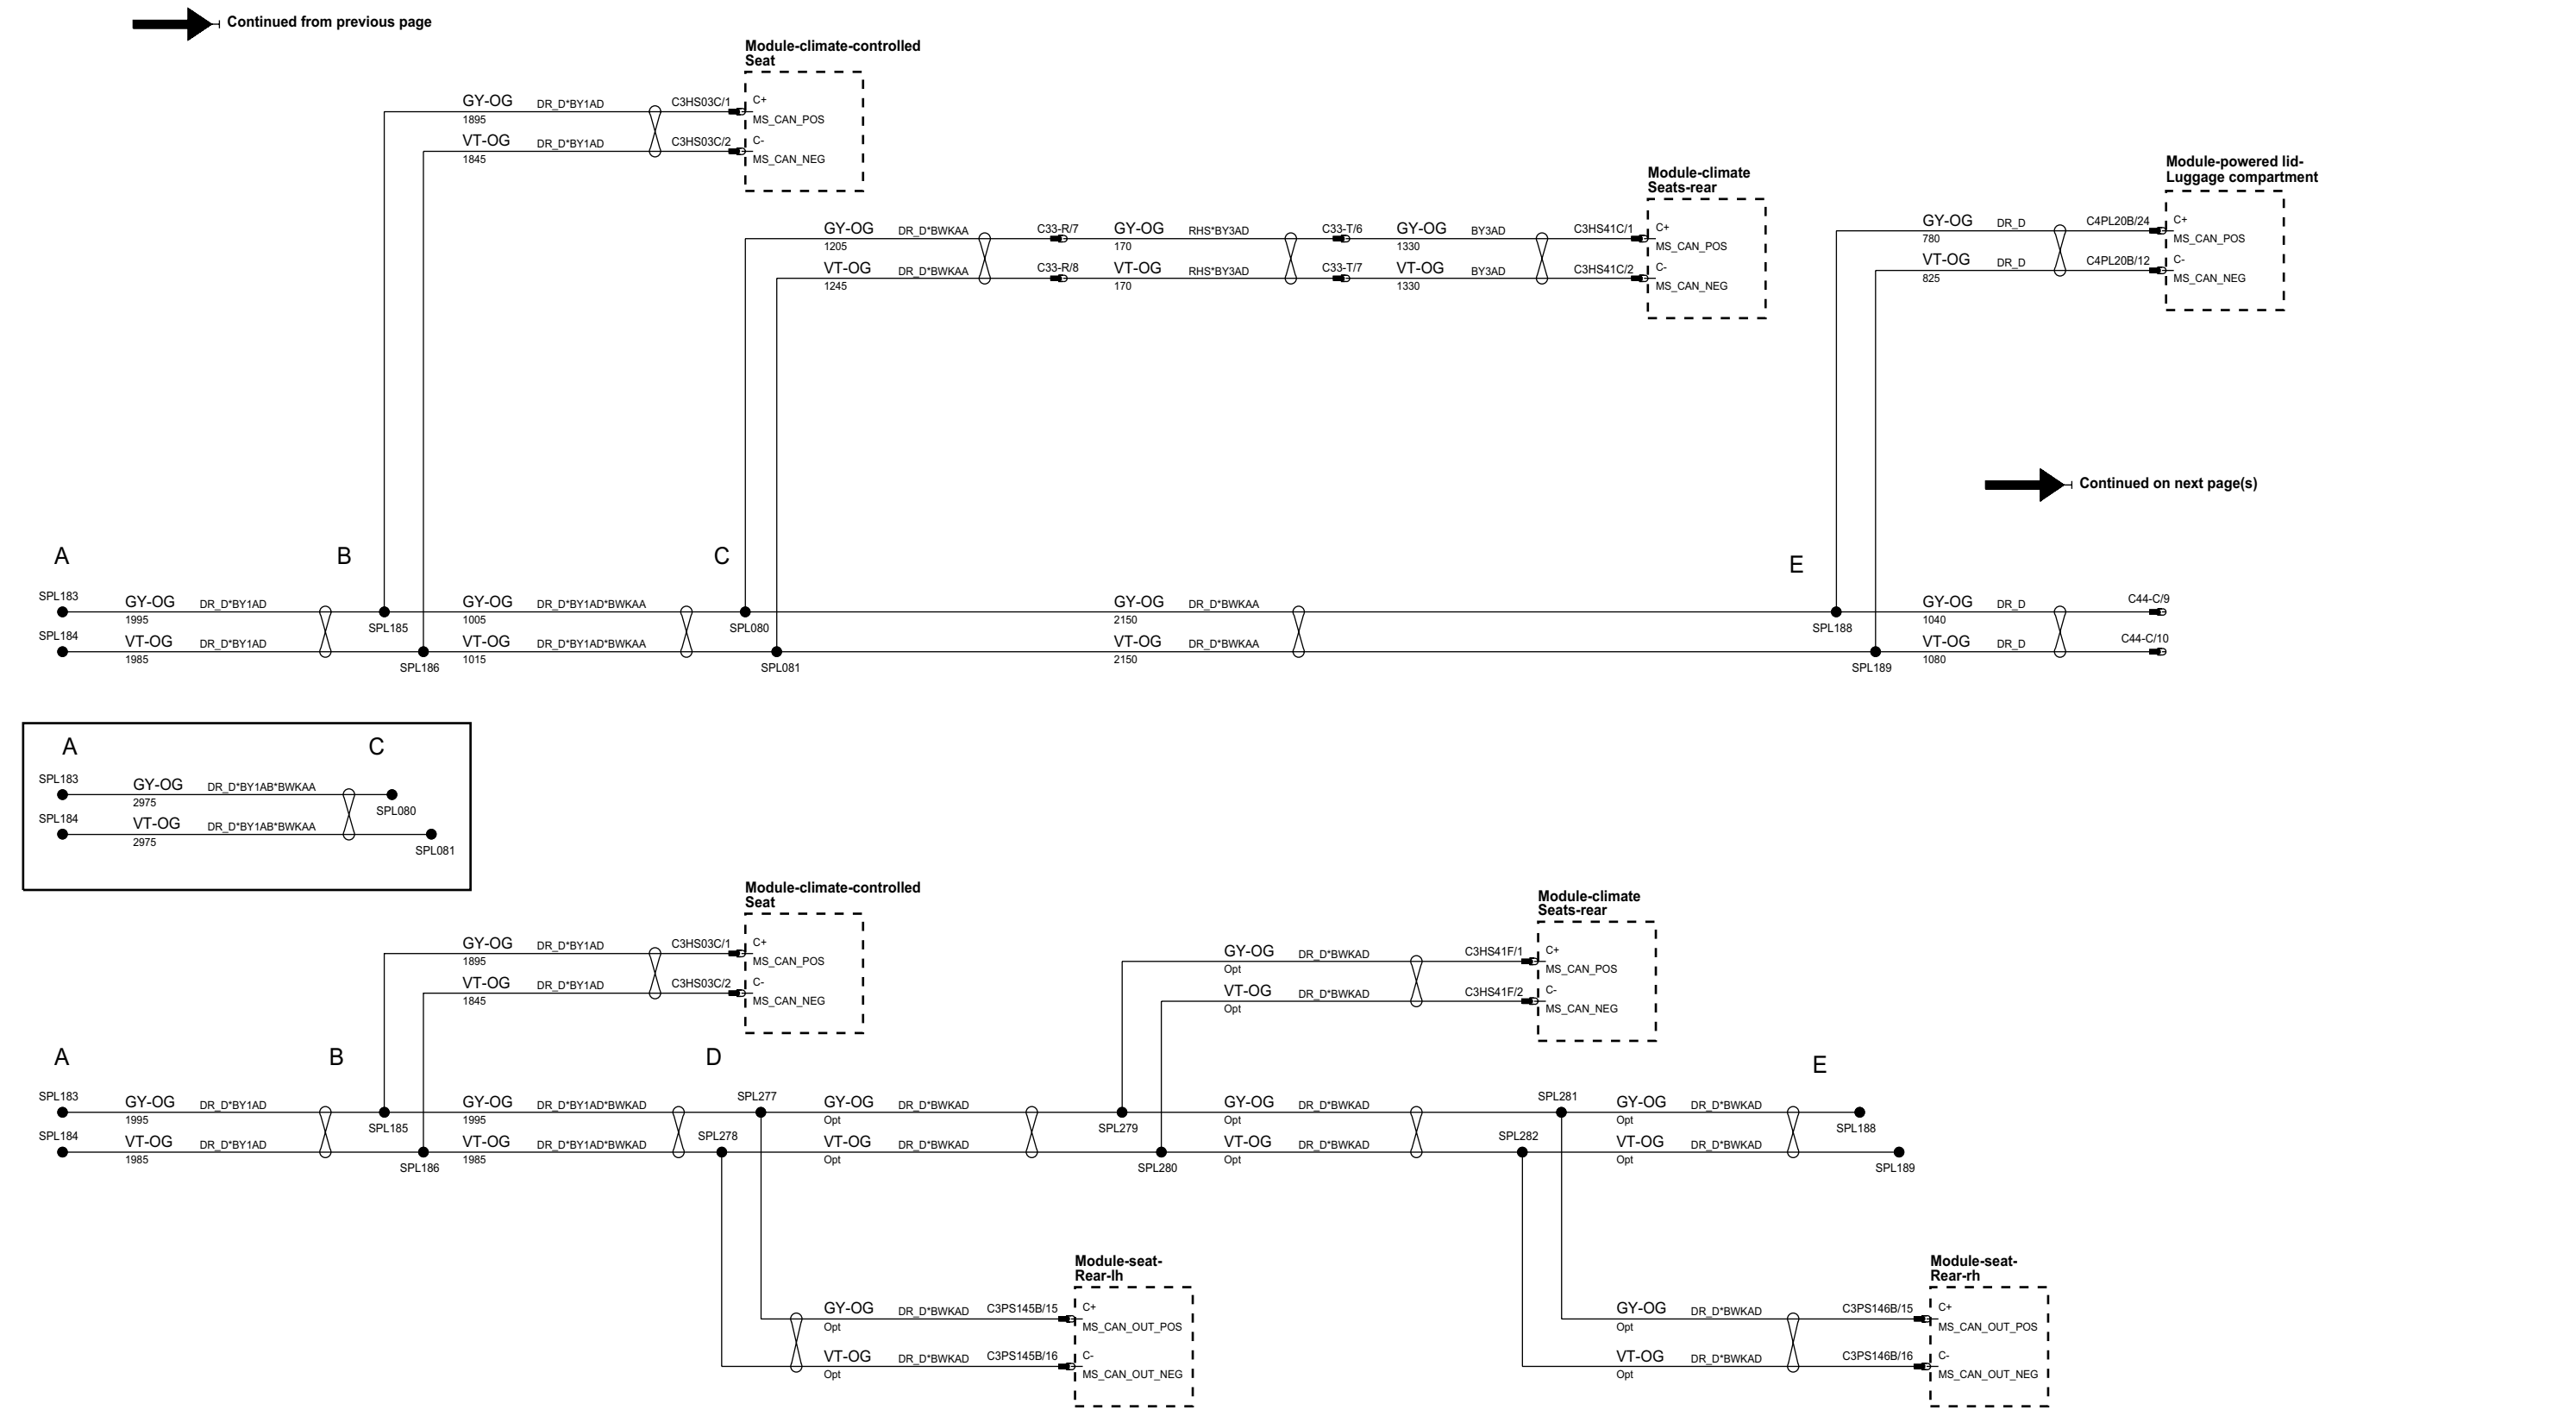 Continued from previous page
Module-climate-controlled
Seat
GY-OG
DR_D*BY1AD
C3HS03C/1
C+
1895
MS_CAN_POS
VT-OG
DR_D*BY1AD
C3HS03C/2
C-
1845
MS_CAN_NEG
Module-climate
Seats-rear
GY-OG
DR_D*BWKAA
C33-R/7
GY-OG
RHS*BY3AD
C33-T/6
GY-OG
BY3AD
C3HS41C/1
C+
1205
170
1330
MS_CAN_POS
VT-OG
DR_D*BWKAA
C33-R/8
VT-OG
RHS*BY3AD
C33-T/7
VT-OG
BY3AD
C3HS41C/2
C-
1245
170
1330
MS_CAN_NEG
Module-powered lid-
Luggage compartment
GY-OG
DR_D
C4PL20B/24
C+
780
MS_CAN_POS
VT-OG
DR_D
C4PL20B/12
C-
825
MS_CAN_NEG
Continued on next page(s)
A
B
C
E
SPL183
GY-OG
DR_D*BY1AD
GY-OG
DR_D*BY1AD*BWKAA
GY-OG
DR_D*BWKAA
GY-OG
DR_D
C44-C/9
1995
SPL185
1005
SPL080
2150
SPL188
1040
SPL184
VT-OG
DR_D*BY1AD
VT-OG
DR_D*BY1AD*BWKAA
VT-OG
DR_D*BWKAA
VT-OG
DR_D
C44-C/10
1985
SPL186
1015
SPL081
2150
SPL189
1080
A
C
SPL183
GY-OG
DR_D*BY1AB*BWKAA
2975
SPL080
SPL184
VT-OG
DR_D*BY1AB*BWKAA
2975
SPL081
Module-climate-controlled
Seat
GY-OG
DR_D*BY1AD
C3HS03C/1
C+
1895
MS_CAN_POS
VT-OG
DR_D*BY1AD
C3HS03C/2
C-
1845
MS_CAN_NEG
Module-climate
Seats-rear
GY-OG
DR_D*BWKAD
C3HS41F/1
C+
Opt
MS_CAN_POS
VT-OG
DR_D*BWKAD
C3HS41F/2
C-
Opt
MS_CAN_NEG
A
B
D
E
SPL183
GY-OG
DR_D*BY1AD
GY-OG
DR_D*BY1AD*BWKAD
SPL277
GY-OG
DR_D*BWKAD
GY-OG
DR_D*BWKAD
SPL281
GY-OG
DR_D*BWKAD
1995
SPL185
1995
Opt
SPL279
Opt
Opt
SPL188
SPL184
VT-OG
DR_D*BY1AD
VT-OG
DR_D*BY1AD*BWKAD
SPL278
VT-OG
DR_D*BWKAD
VT-OG
DR_D*BWKAD
SPL282
VT-OG
DR_D*BWKAD
1985
SPL186
1985
Opt
SPL280
Opt
Opt
SPL189
Module-seat-
Rear-lh
GY-OG
DR_D*BWKAD
C3PS145B/15
C+
Opt
MS_CAN_OUT_POS
VT-OG
DR_D*BWKAD
C3PS145B/16
C-
Opt
MS_CAN_OUT_NEG
Module-seat-
Rear-rh
GY-OG
DR_D*BWKAD
C3PS146B/15
C+
Opt
MS_CAN_OUT_POS
VT-OG
DR_D*BWKAD
C3PS146B/16
C-
Opt
MS_CAN_OUT_NEG